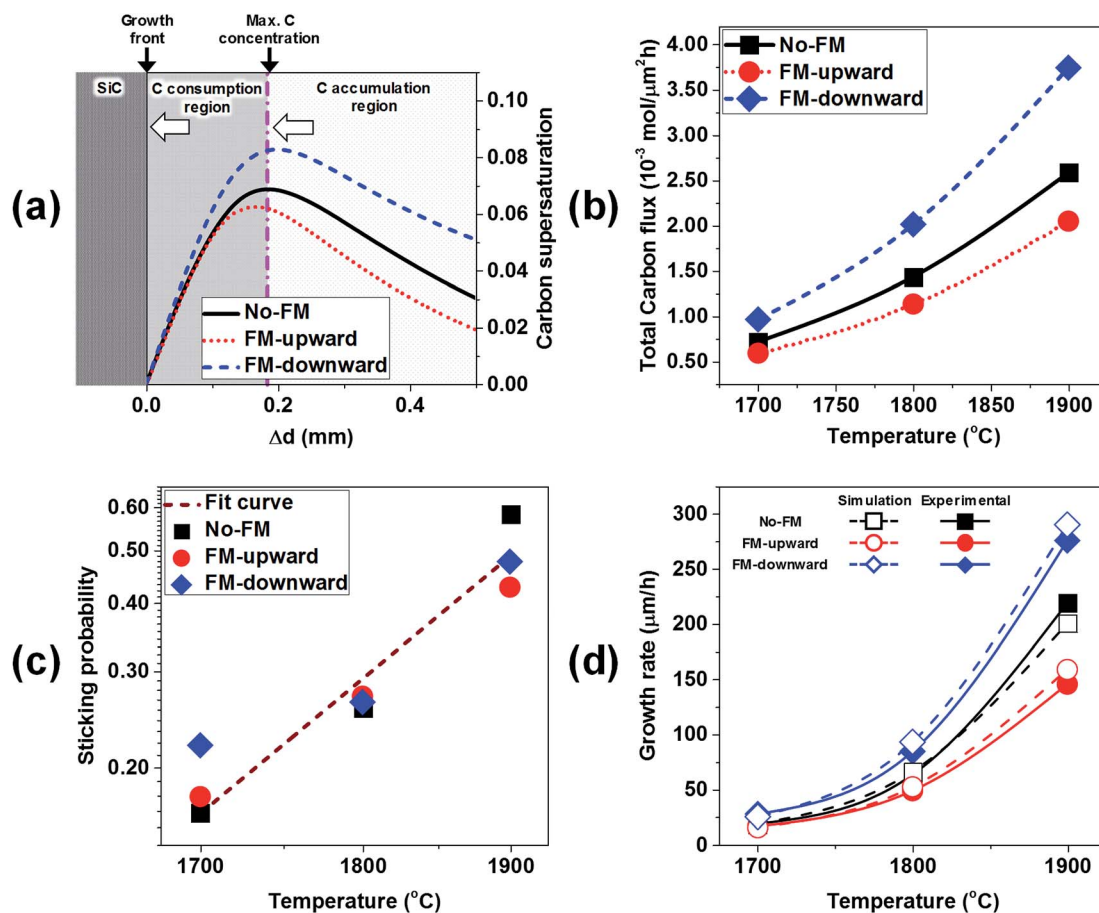 Growth
front
Max. C
concentration
SiC
C consumption
region
C accumulation
region
(a)
No-FM
FM-upward
FM-downward
0.10
0.08
0.06
0.04
0.02
0.00
Carbon supersaturation
0.0
0.2
0.4
Δd (mm)
(b)
No-FM
FM-upward
FM-downward
4.00
3.50
3.00
2.50
2.00
1.50
1.00
0.50
Total Carbon flux (10⁻³ mol/μm²h)
1700
1750
1800
1850
1900
Temperature (°C)
(c)
Fit curve
No-FM
FM-upward
FM-downward
0.60
0.50
0.40
0.30
0.20
Sticking probability
1700
1800
1900
Temperature (°C)
(d)
Simulation Experimental
No-FM
FM-upward
FM-downward
300
250
200
150
100
50
0
Growth rate (μm/h)
1700
1750
1800
1850
1900
Temperature (°C)